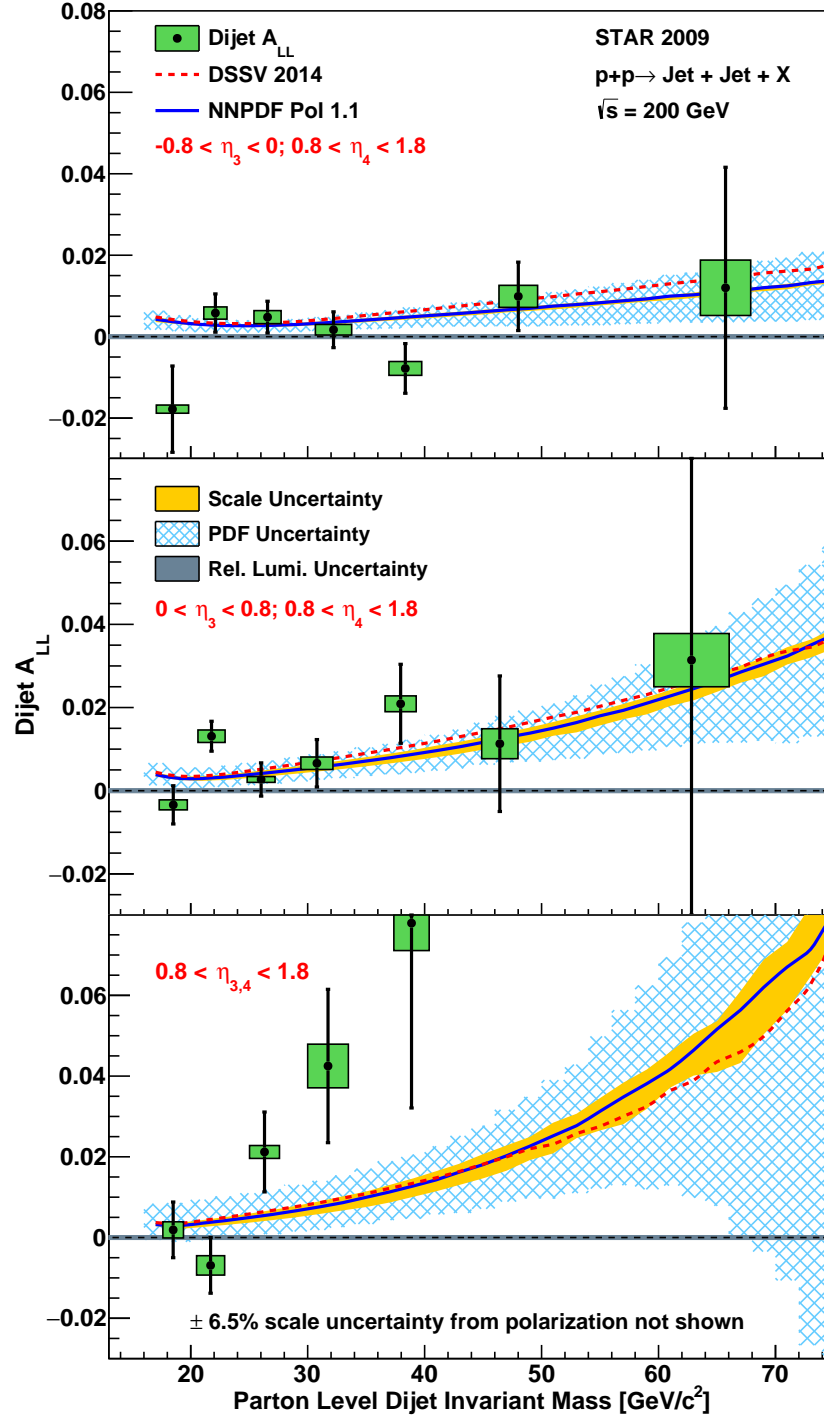 Dijet A_LL
DSSV 2014
NNPDF Pol 1.1
-0.8 < η_3 < 0; 0.8 < η_4 < 1.8
STAR 2009
p+p→ Jet + Jet + X
√s = 200 GeV
0.08
0.06
0.04
0.02
0
−0.02
Scale Uncertainty
PDF Uncertainty
Rel. Lumi. Uncertainty
0 < η_3 < 0.8; 0.8 < η_4 < 1.8
0.06
0.04
0.02
0
−0.02
Dijet A_LL
0.8 < η_3,4 < 1.8
0.06
0.04
0.02
0
−0.02
± 6.5% scale uncertainty from polarization not shown
20 30 40 50 60 70
Parton Level Dijet Invariant Mass [GeV/c²]